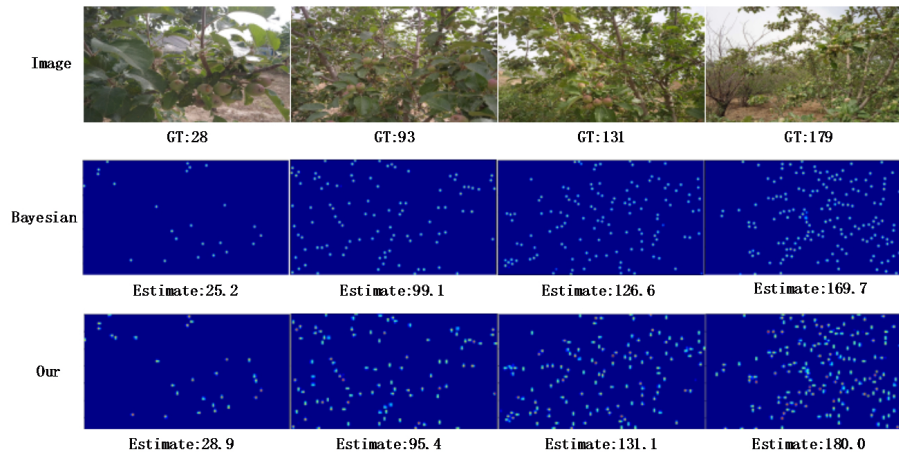 Image
GT:28 GT:93 GT:131 GT:179
Bayesian
Estimate:25.2 Estimate:99.1 Estimate:126.6 Estimate:169.7
Our
Estimate:28.9 Estimate:95.4 Estimate:131.1 Estimate:180.0